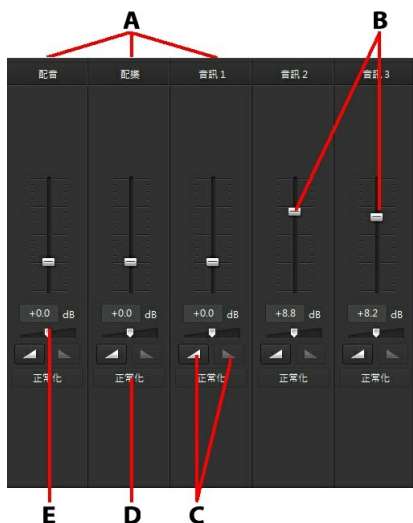 A B
配音 配樂 音訊 1 音訊 2 音訊 3
+0.0 dB +0.0 dB +0.0 dB +8.8 dB +8.2 dB
正常化 正常化 正常化 正常化 正常化
E D C